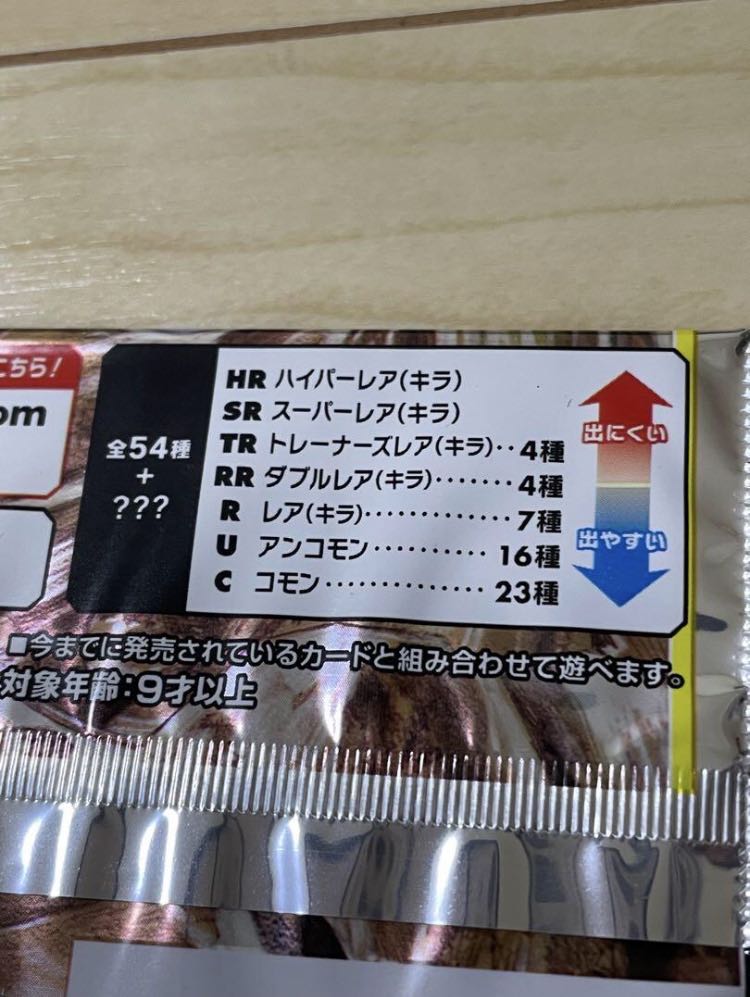 こちら!
om
全54種
+
???
HR ハイパーレア(キラ)
SR スーパーレア(キラ)
TR トレーナーズレア(キラ)‥4種
RR ダブルレア(キラ)‥‥‥‥4種
R レア(キラ)‥‥‥‥‥‥7種
U アンコモン‥‥‥‥‥16種
C コモン‥‥‥‥‥‥‥23種
出にくい
出やすい
■今までに発売されているカードと組み合わせて遊べます。
対象年齢:9才以上